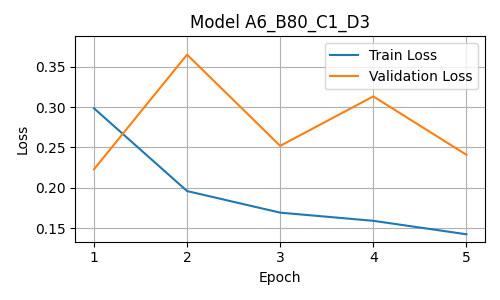 Model A6_B80_C1_D3
Train Loss
Validation Loss
Loss
0.35
0.30
0.25
0.20
0.15
1 2 3 4 5
Epoch